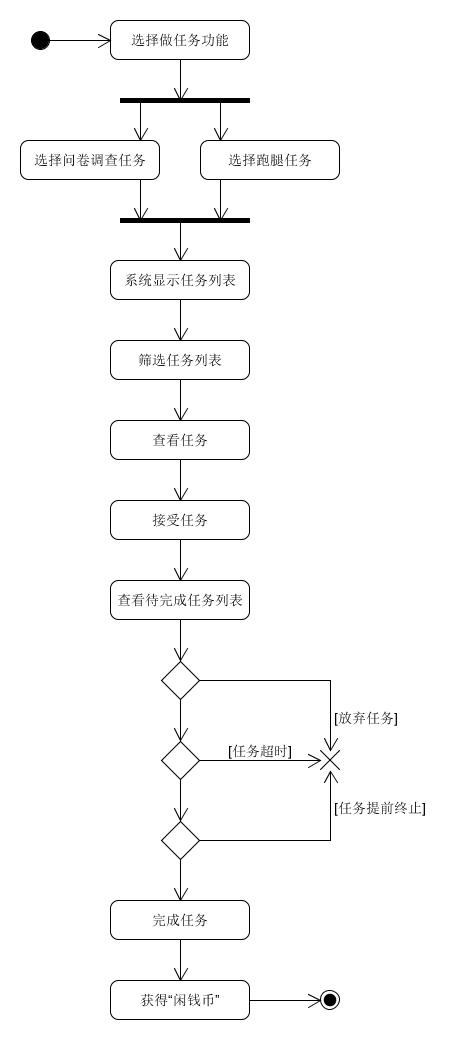 选择做任务功能
选择问卷调查任务
选择跑腿任务
系统显示任务列表
筛选任务列表
查看任务
接受任务
查看待完成任务列表
[放弃任务]
[任务超时]
[任务提前终止]
完成任务
获得“闲钱币”